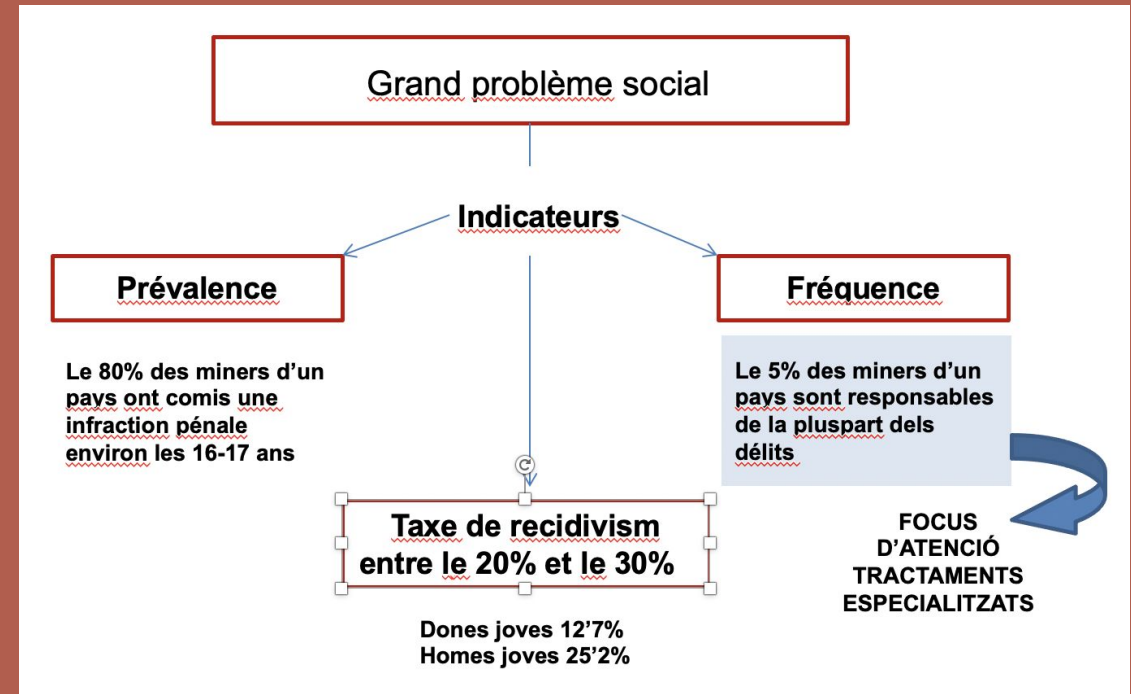 Grand problème social
Indicateurs
Prévalence
Fréquence
Le 80% des miners d’un
pays ont comis une
infraction pénale
environ les 16-17 ans
Le 5% des miners d’un
pays sont responsables
de la pluspart dels
délits
Taxe de recidivism
entre le 20% et le 30%
Dones joves 12’7%
Homes joves 25’2%
FOCUS
D’ATENCIÓ
TRACTAMENTS
ESPECIALITZATS